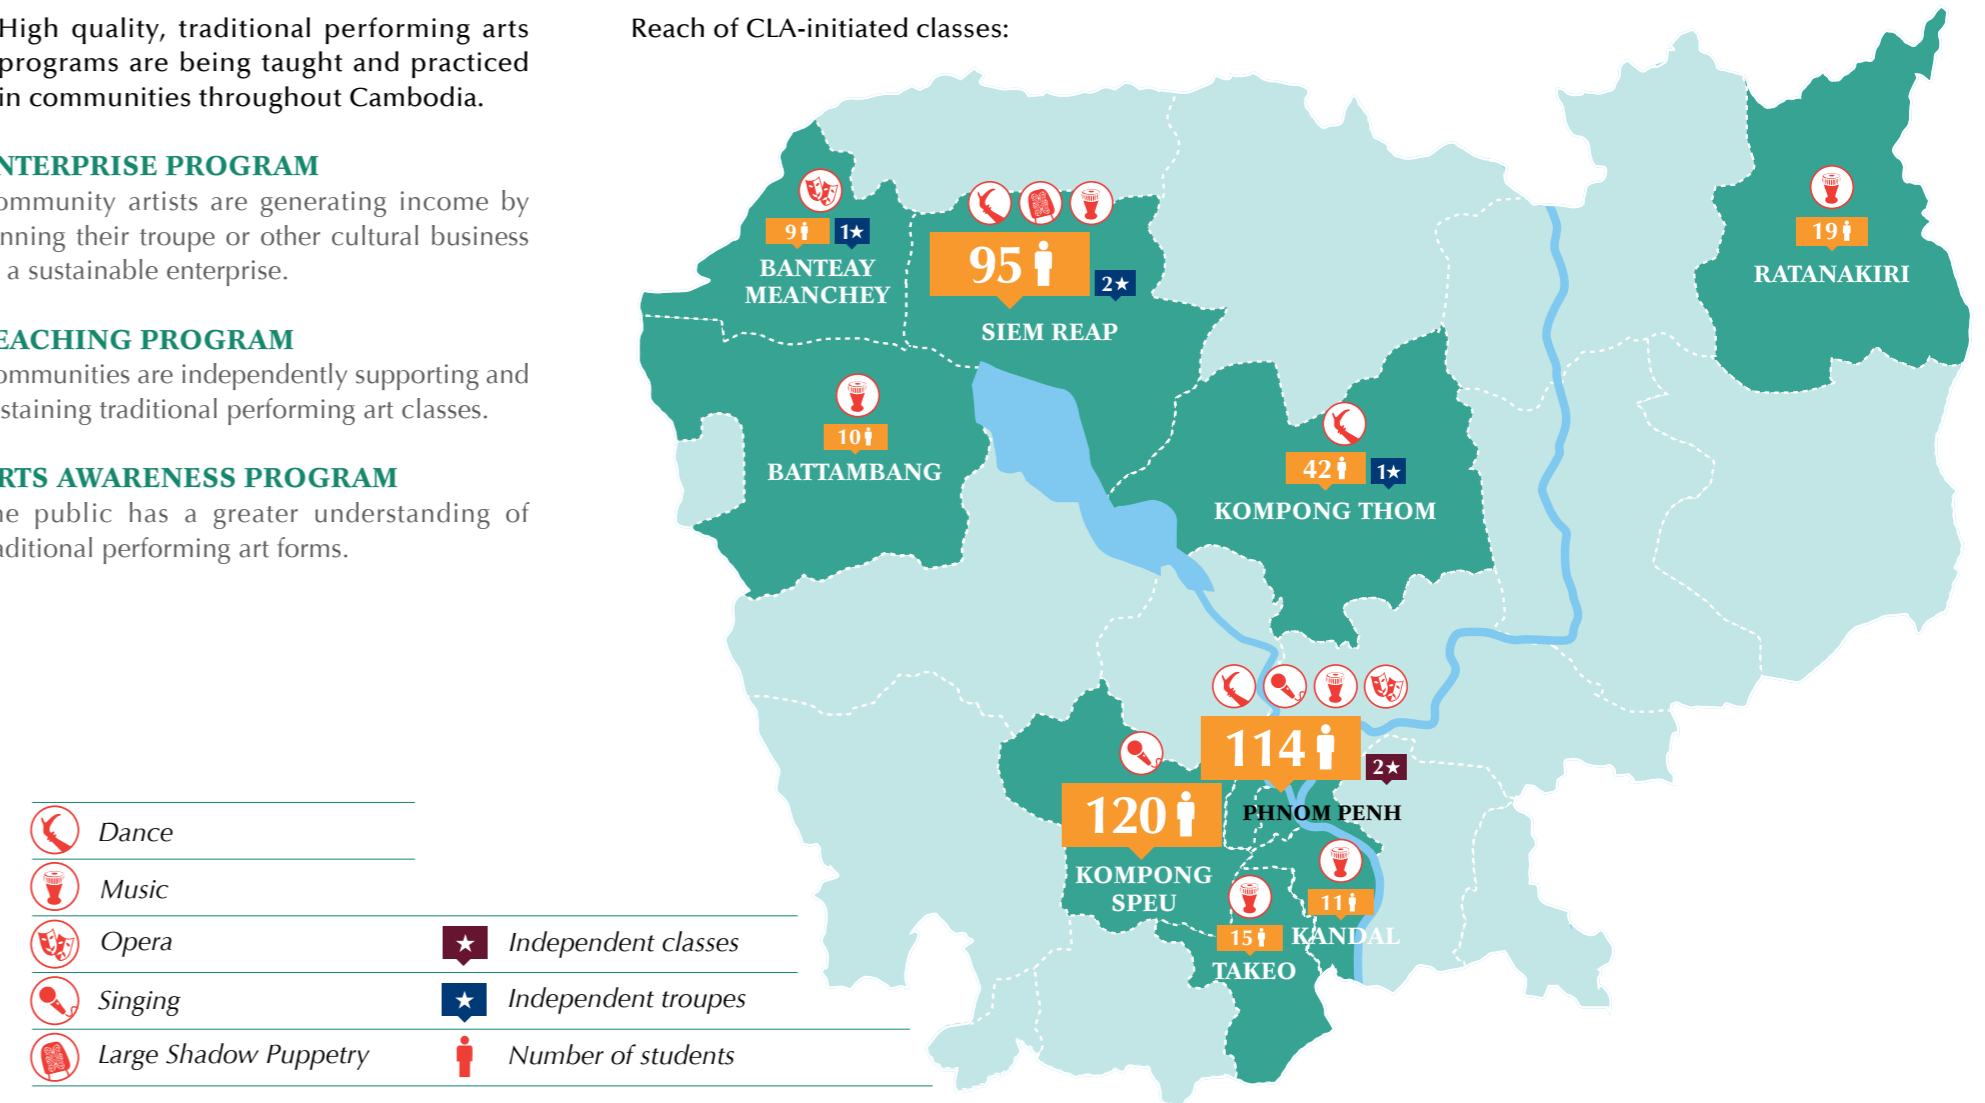 High quality, traditional performing arts
programs are being taught and practiced
in communities throughout Cambodia.
NTERPRISE PROGRAM
ommunity artists are generating income by
nning their troupe or other cultural business
a sustainable enterprise.
EACHING PROGRAM
ommunities are independently supporting and
staining traditional performing art classes.
RTS AWARENESS PROGRAM
he public has a greater understanding of
aditional performing art forms.
Reach of CLA-initiated classes:
9 1★
BANTEAY
MEANCHEY
95 2★
SIEM REAP
19
RATANAKIRI
10
BATTAMBANG
42 1★
KOMPONG THOM
114 2★
PHNOM PENH
120
KOMPONG
SPEU
11
KANDAL
15
TAKEO
Dance
Music
Opera
Singing
Large Shadow Puppetry
★ Independent classes
★ Independent troupes
Number of students